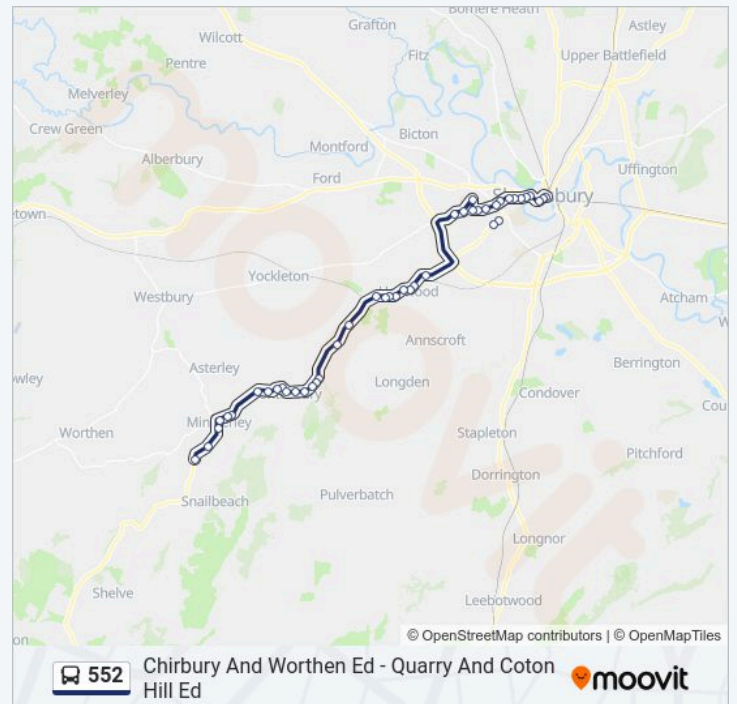 Bomere Heath
Grafton
Astley
Wilcott
Fitz
Upper Battlefield
Pentre
Melverley
Crew Green
Bicton
Montford
Alberbury
Uffington
Ford
etown
Yockleton
Westbury
Atcham
Annscroft
Asterley
Berrington
wley
Longden
Condover
Cou
Worthen
Stapleton
Pitchford
Dorrington
Snailbeach
Pulverbatch
Longnor
Shelve
Leebotwood
on
moovit
© OpenStreetMap contributors | © OpenMapTiles
552
Chirbury And Worthen Ed - Quarry And Coton
Hill Ed
moovit